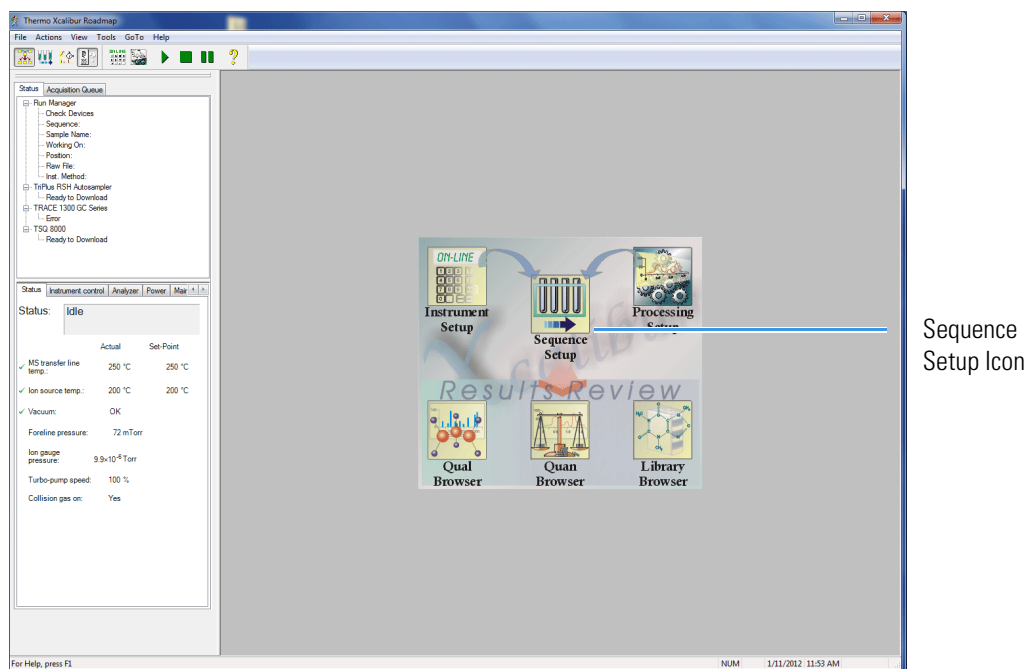 Thermo Xcalibur Roadmap
File Actions View Tools GoTo Help
ON-LINE
Status Acquisition Queue
Run Manager
Check Devices
Sequence:
Sample Name:
Working On:
Position:
Raw File:
Inst. Method:
TriPlus RSH Autosampler
Ready to Download
TRACE 1300 GC Series
Error
TSQ 8000
Ready to Download
Status Instrument control Analyzer Power Mair
Status: Idle
Actual Set-Point
MS transfer line temp.: 250 °C 250 °C
Ion source temp.: 200 °C 200 °C
Vacuum: OK
Foreline pressure: 72 mTorr
Ion gauge pressure: 9.9×10⁻⁶ Torr
Turbo-pump speed: 100 %
Collision gas on: Yes
ON-LINE
Instrument
Setup
Sequence
Setup
Processing
Setup
Xcalibur
Results Review
Qual
Browser
Quan
Browser
Library
Browser
Sequence
Setup Icon
For Help, press F1
NUM 1/11/2012 11:53 AM